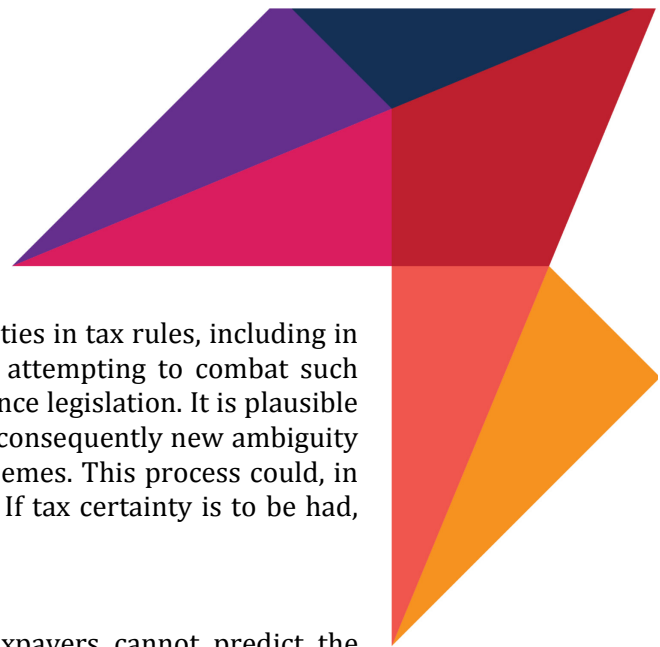 ties in tax rules, including in
attempting to combat such
nce legislation. It is plausible
consequently new ambiguity
emes. This process could, in
If tax certainty is to be had,
axpayers cannot predict the